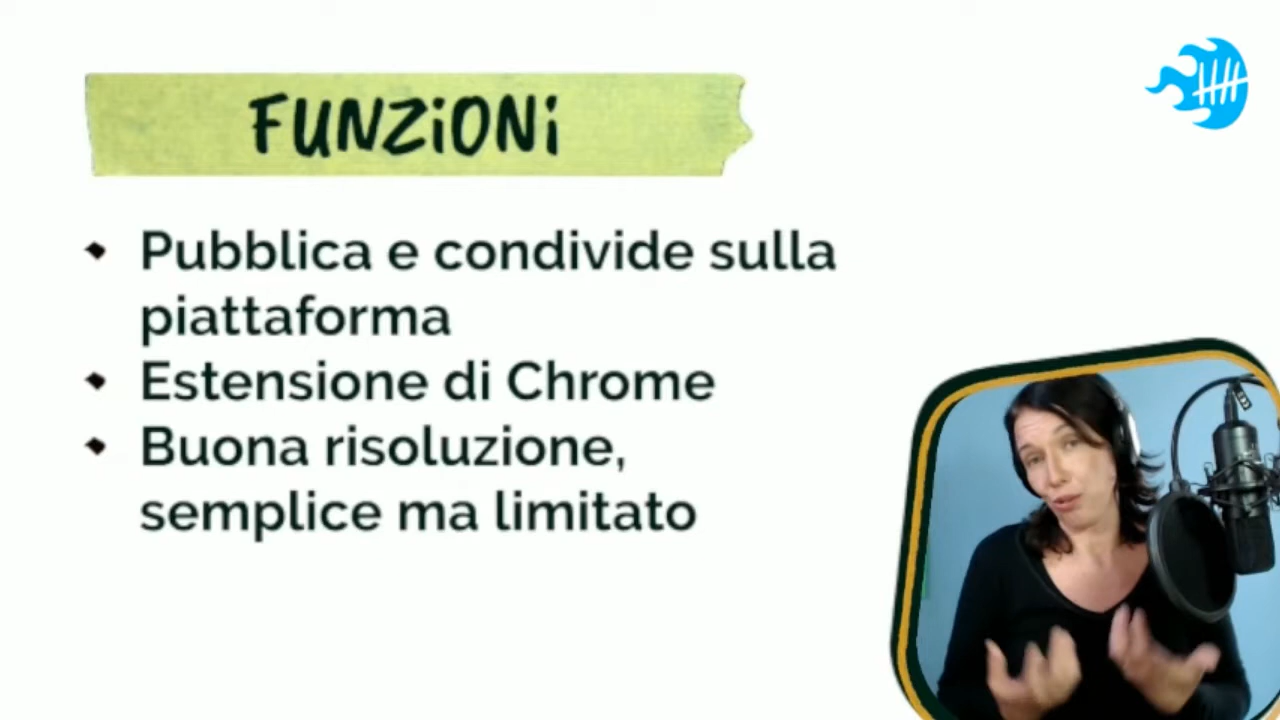 FUNZiONi
Pubblica e condivide sulla
piattaforma
Estensione di Chrome
Buona risoluzione,
semplice ma limitato